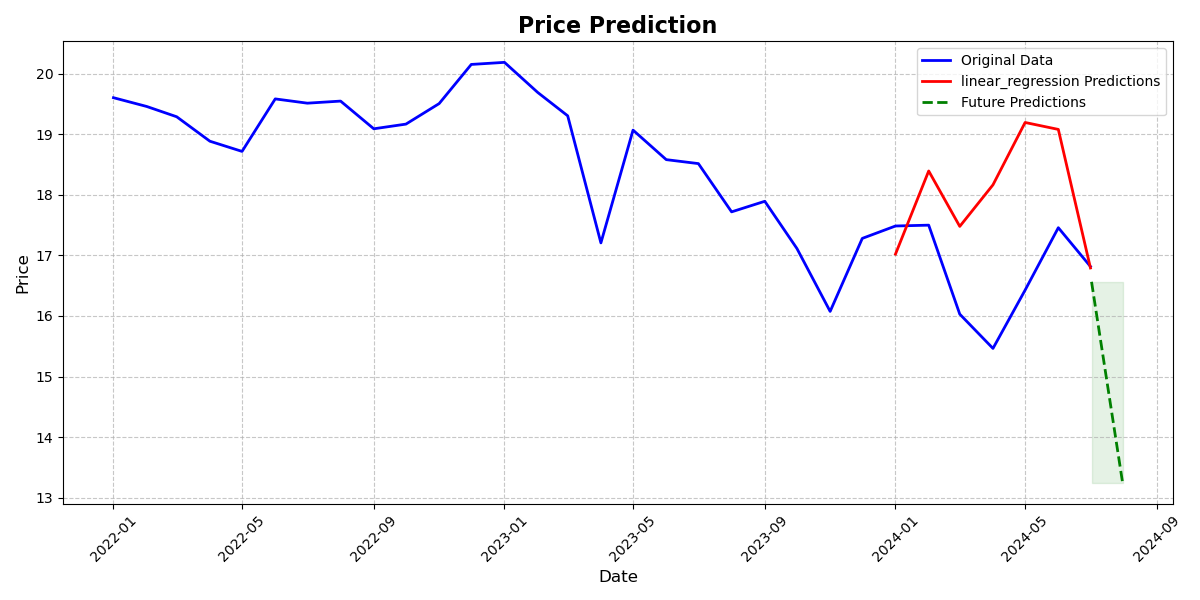 Price Prediction
Original Data
linear_regression Predictions
Future Predictions
Price
20
19
18
17
16
15
14
13
2022-01
2022-05
2022-09
2023-01
2023-05
2023-09
2024-01
2024-05
2024-09
Date